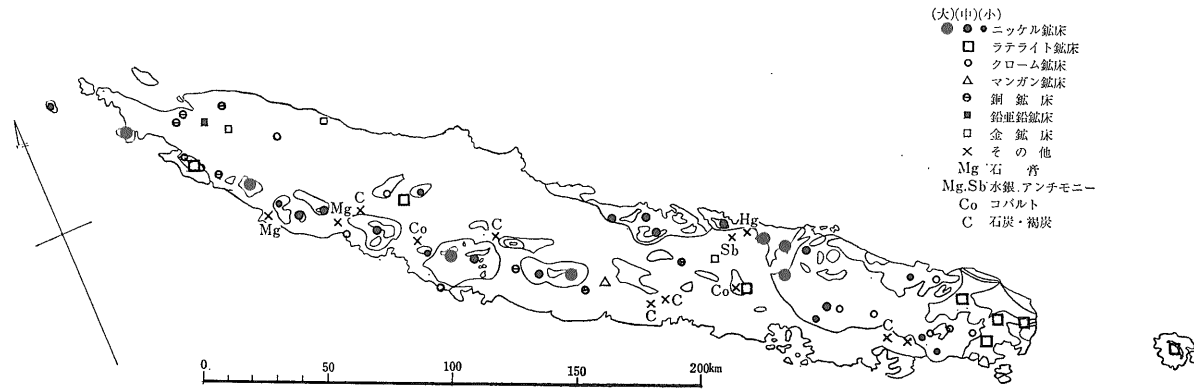 (大)(中)(小)
ニッケル鉱床
ラテライト鉱床
クローム鉱床
マンガン鉱床
銅 鉱 床
鉛亜鉛鉱床
金 鉱 床
そ の 他
Mg 石 膏
Mg.Sb 水銀.アンチモニー
Co コバルト
C 石炭・褐炭
Mg
Mg
C
Co
C
Hg
Sb
Co
C
C
C
0 50 100 150 200km